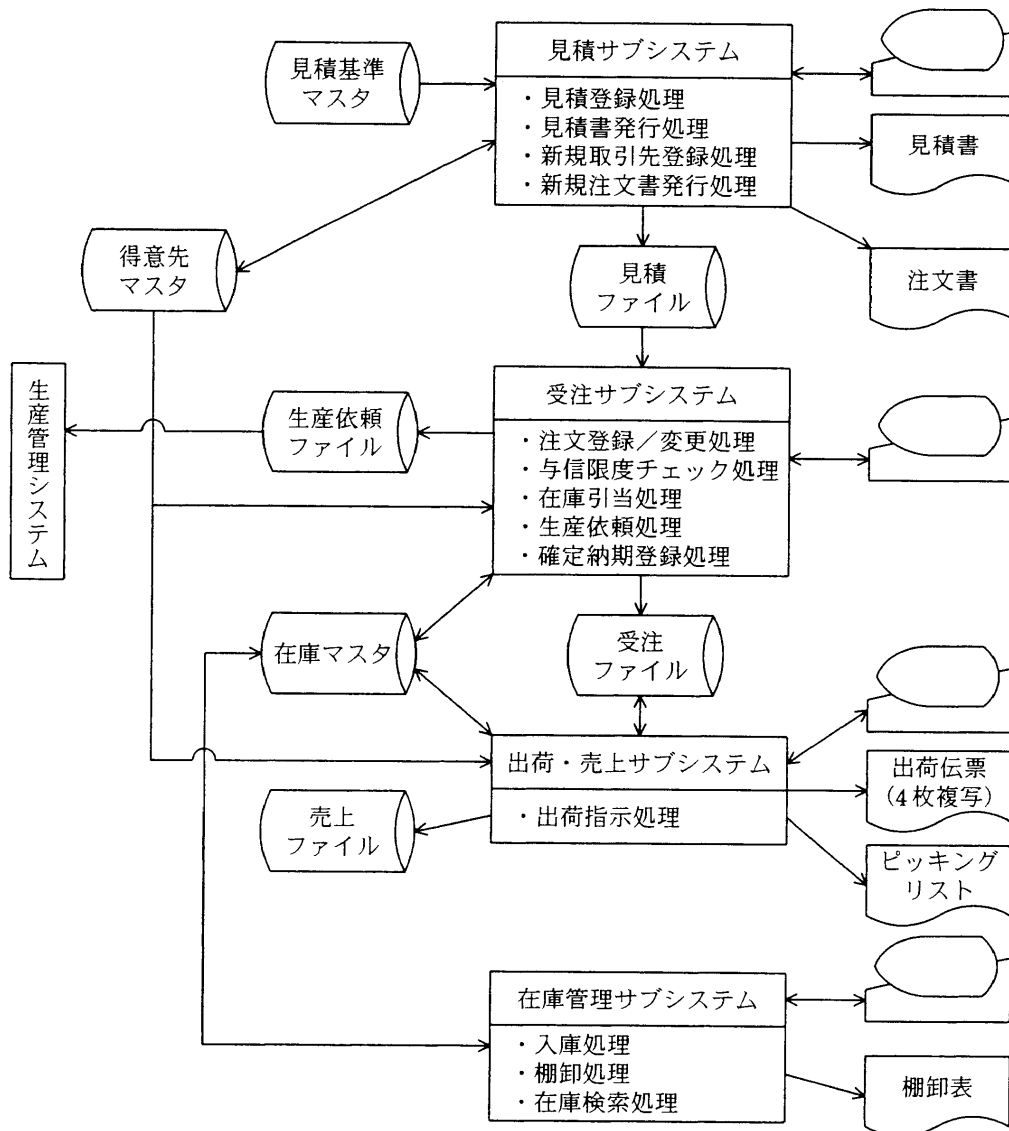 見積サブシステム
・見積登録処理
・見積書発行処理
・新規取引先登録処理
・新規注文書発行処理
見積基準
マスタ
見積書
得意先
マスタ
見積
ファイル
注文書
生産管理システム
生産依頼
ファイル
受注サブシステム
・注文登録／変更処理
・与信限度チェック処理
・在庫引当処理
・生産依頼処理
・確定納期登録処理
在庫マスタ
受注
ファイル
出荷・売上サブシステム
・出荷指示処理
出荷伝票
(4枚複写)
売上
ファイル
ピッキング
リスト
在庫管理サブシステム
・入庫処理
・棚卸処理
・在庫検索処理
棚卸表